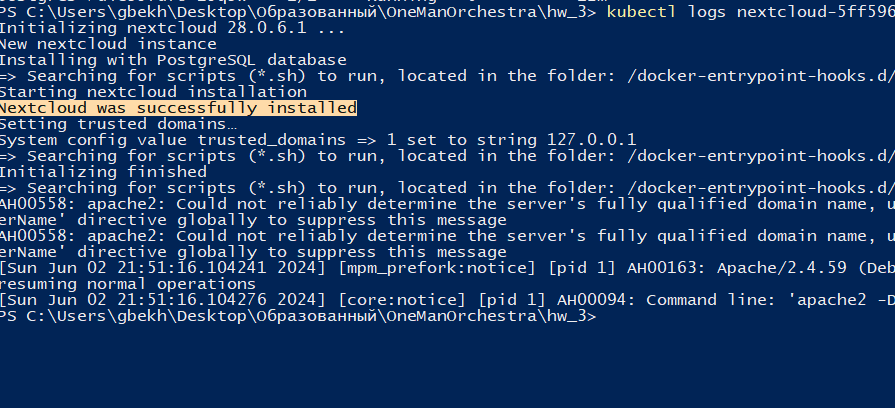 PS C:\Users\gbekh\Desktop\Образованный\OneManOrchestra\hw_3> kubectl logs nextcloud-5ff596
Initializing nextcloud 28.0.6.1 ...
New nextcloud instance
Installing with PostgreSQL database
=> Searching for scripts (*.sh) to run, located in the folder: /docker-entrypoint-hooks.d/
Starting nextcloud installation
Nextcloud was successfully installed
Setting trusted domains…
System config value trusted_domains => 1 set to string 127.0.0.1
=> Searching for scripts (*.sh) to run, located in the folder: /docker-entrypoint-hooks.d/
Initializing finished
=> Searching for scripts (*.sh) to run, located in the folder: /docker-entrypoint-hooks.d/
AH00558: apache2: Could not reliably determine the server's fully qualified domain name, u
erName' directive globally to suppress this message
AH00558: apache2: Could not reliably determine the server's fully qualified domain name, u
erName' directive globally to suppress this message
[Sun Jun 02 21:51:16.104241 2024] [mpm_prefork:notice] [pid 1] AH00163: Apache/2.4.59 (Deb
resuming normal operations
[Sun Jun 02 21:51:16.104276 2024] [core:notice] [pid 1] AH00094: Command line: 'apache2 -D
PS C:\Users\gbekh\Desktop\Образованный\OneManOrchestra\hw_3>